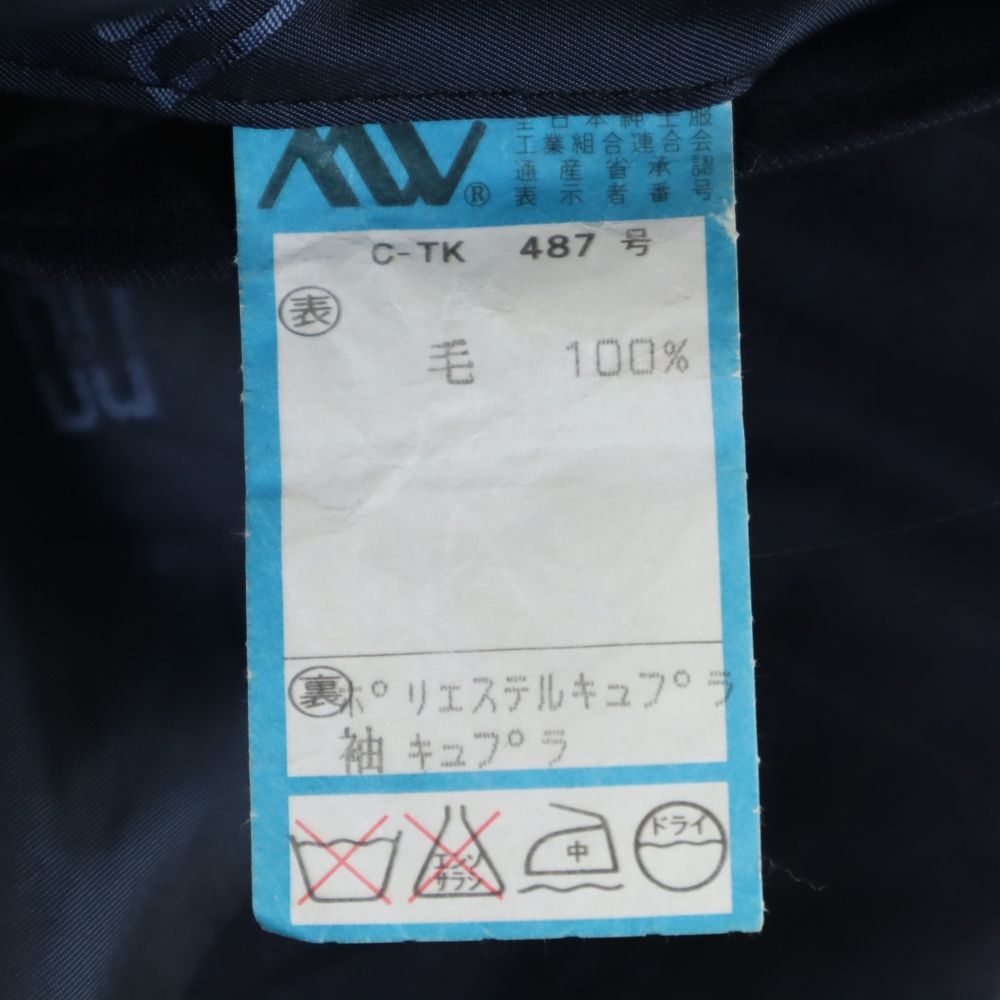 MW®
全日本紳士服
工業組合連合会
通産省承認
表示者番号
C-TK 487 号
表
毛 100%
裏 ポリエステルキュプラ
袖 キュプラ
エンソ
サラシ
中
ドライ